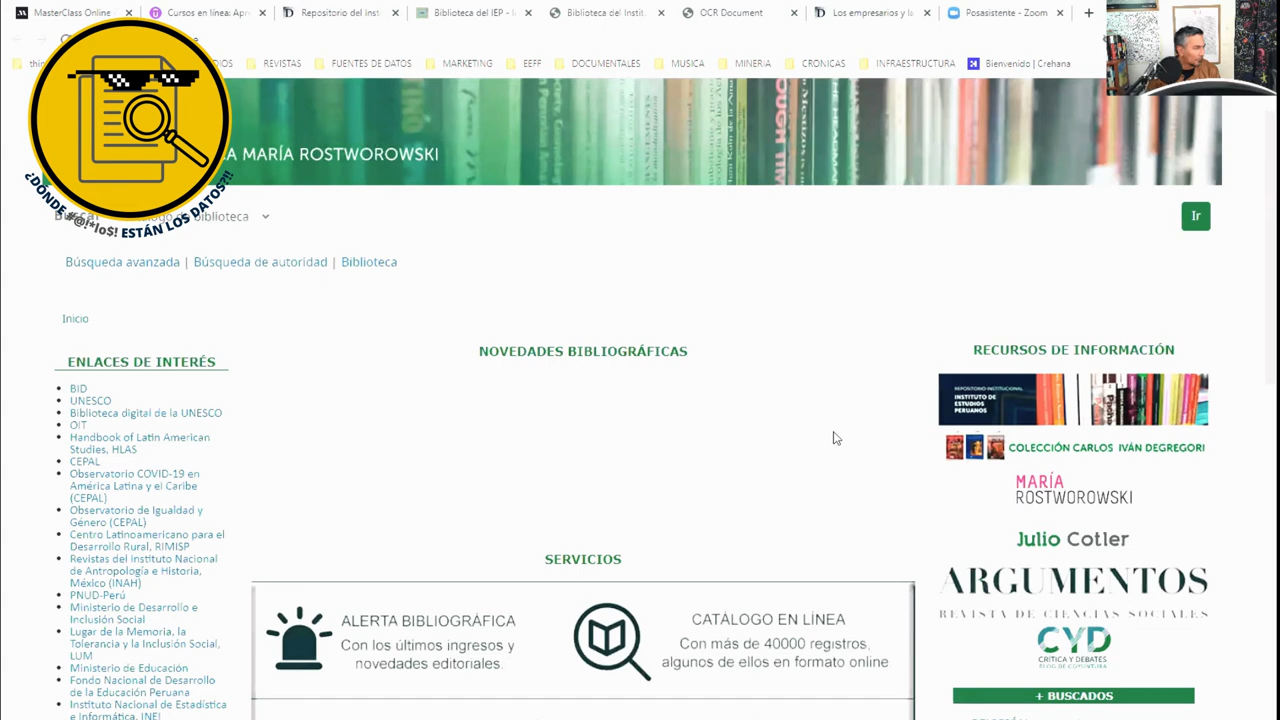 MasterClass Online
Cursos en línea: Apr
Repositorio del Inst
Biblioteca del IEP - I
Biblioteca del Instit.
OCR Document
Los empresarios y l
Posasistente - Zoom
REVISTAS
FUENTES DE DATOS
MARKETING
EEFF
DOCUMENTALES
MUSICA
MINERIA
CRONICAS
INFRAESTRUCTURA
Bienvenido | Crehana
MARÍA ROSTWOROWSKI
¿DÓNDE #@!*lo$! ESTÁN LOS DATOS?!!
biblioteca
Ir
Búsqueda avanzada | Búsqueda de autoridad | Biblioteca
Inicio
ENLACES DE INTERÉS
BID
UNESCO
Biblioteca digital de la UNESCO
OIT
Handbook of Latin American
Studies, HLAS
CEPAL
Observatorio COVID-19 en
América Latina y el Caribe
(CEPAL)
Observatorio de Igualdad y
Género (CEPAL)
Centro Latinoamericano para el
Desarrollo Rural, RIMISP
Revistas del Instituto Nacional
de Antropología e Historia,
México (INAH)
PNUD-Perú
Ministerio de Desarrollo e
Inclusión Social
Lugar de la Memoria, la
Tolerancia y la Inclusión Social,
LUM
Ministerio de Educación
Fondo Nacional de Desarrollo
de la Educación Peruana
Instituto Nacional de Estadística
e informática, INEI
NOVEDADES BIBLIOGRÁFICAS
SERVICIOS
ALERTA BIBLIOGRÁFICA
Con los últimos ingresos y
novedades editoriales.
CATÁLOGO EN LÍNEA
Con más de 40000 registros,
algunos de ellos en formato online
RECURSOS DE INFORMACIÓN
REPOSITORIO INSTITUCIONAL
INSTITUTO DE
ESTUDIOS
PERUANOS
COLECCIÓN CARLOS IVÁN DEGREGORI
MARÍA
ROSTWOROWSKI
Julio Cotler
ARGUMENTOS
REVISTA DE CIENCIAS SOCIALES
CYD
CRÍTICA Y DEBATES
BLOG DE COYUNTURA
+ BUSCADOS